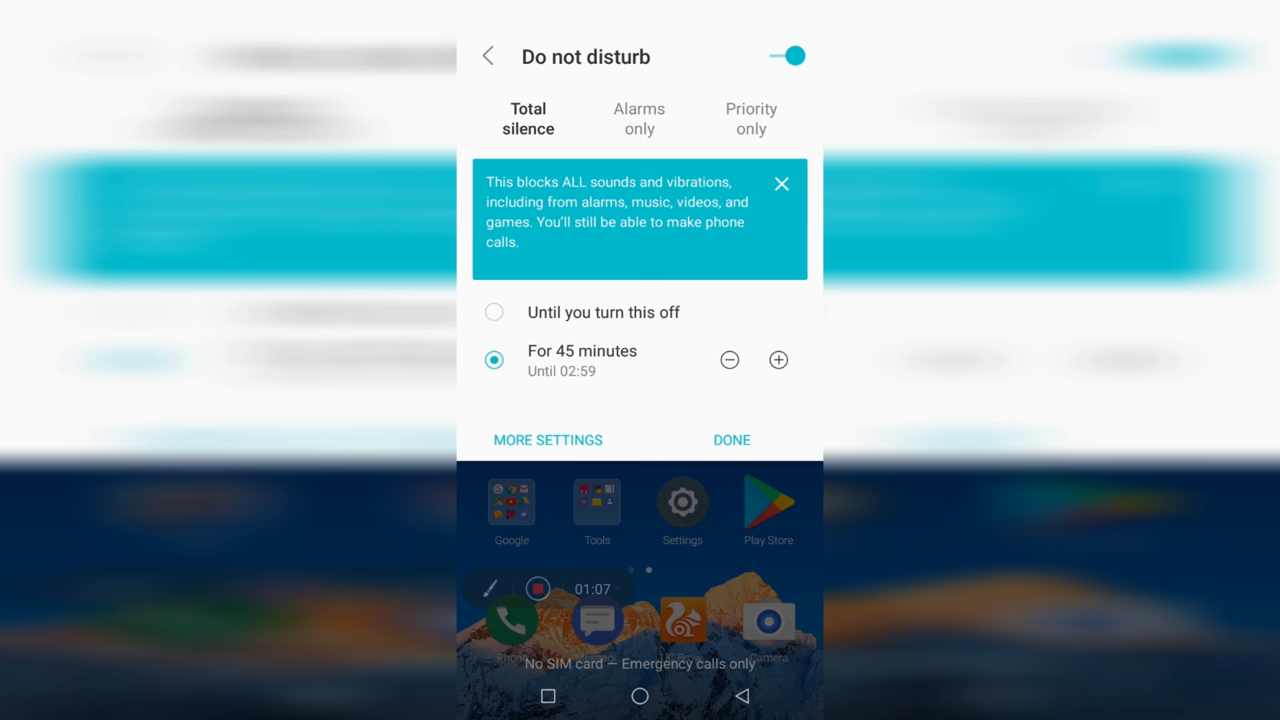 Do not disturb
Total silence
Alarms only
Priority only
This blocks ALL sounds and vibrations,
including from alarms, music, videos, and
games. You'll still be able to make phone
calls.
Until you turn this off
For 45 minutes
Until 02:59
MORE SETTINGS
DONE
Google
Tools
Settings
Play Store
01:07
Camera
No SIM card — Emergency calls only